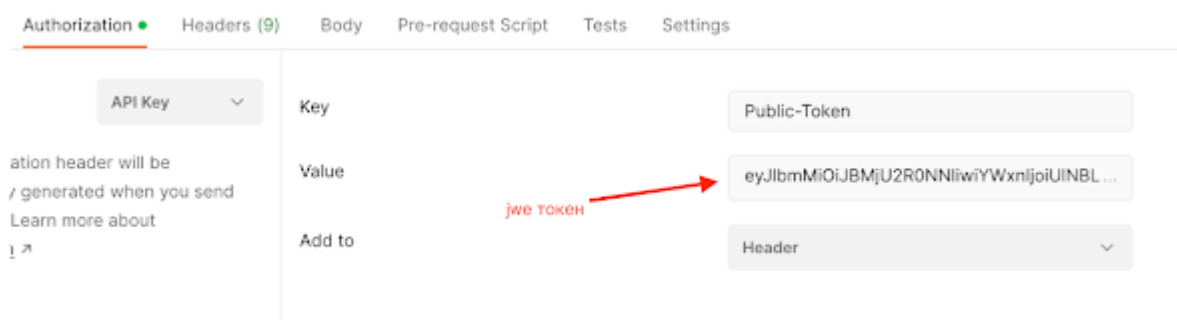 Authorization
Headers (9)
Body
Pre-request Script
Tests
Settings
API Key
ation header will be
y generated when you send
Learn more about
Key
Public-Token
Value
jwe токен
Add to
Header